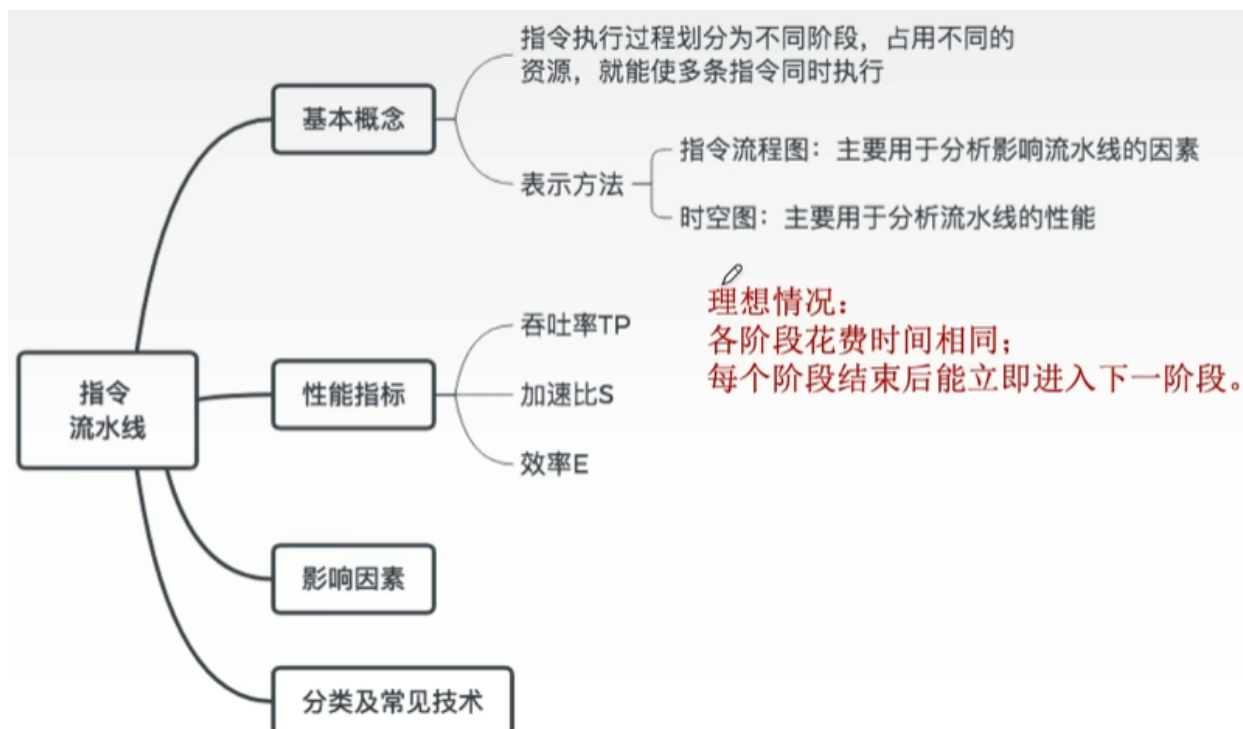 指令执行过程划分为不同阶段，占用不同的
资源，就能使多条指令同时执行
基本概念
指令流程图：主要用于分析影响流水线的因素
表示方法
时空图：主要用于分析流水线的性能
理想情况：
各阶段花费时间相同；
每个阶段结束后能立即进入下一阶段。
吞吐率TP
指令
流水线
性能指标
加速比S
效率E
影响因素
分类及常见技术